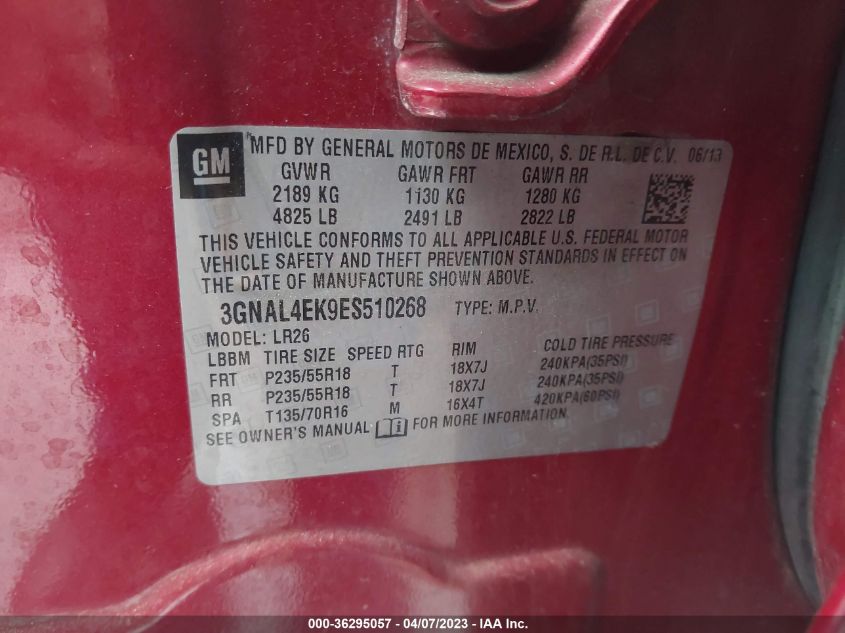 GM
MFD BY GENERAL MOTORS DE MEXICO, S. DE R.L. DE C.V. 06/13
GVWR GAWR FRT GAWR RR
2189 KG 1130 KG 1280 KG
4825 LB 2491 LB 2822 LB
THIS VEHICLE CONFORMS TO ALL APPLICABLE U.S. FEDERAL MOTOR
VEHICLE SAFETY AND THEFT PREVENTION STANDARDS IN EFFECT ON
THE DATE OF MANUFACTURE SHOWN ABOVE.
3GNAL4EK9ES510268 TYPE: M.P.V.
MODEL: LR26
LBBM TIRE SIZE SPEED RTG RIM COLD TIRE PRESSURE
FRT P235/55R18 T 18X7J 240KPA(35PSI)
RR P235/55R18 T 18X7J 240KPA(35PSI)
SPA T135/70R16 M 16X4T 420KPA(60PSI)
SEE OWNER'S MANUAL FOR MORE INFORMATION.
000-36295057 - 04/07/2023 - IAA Inc.